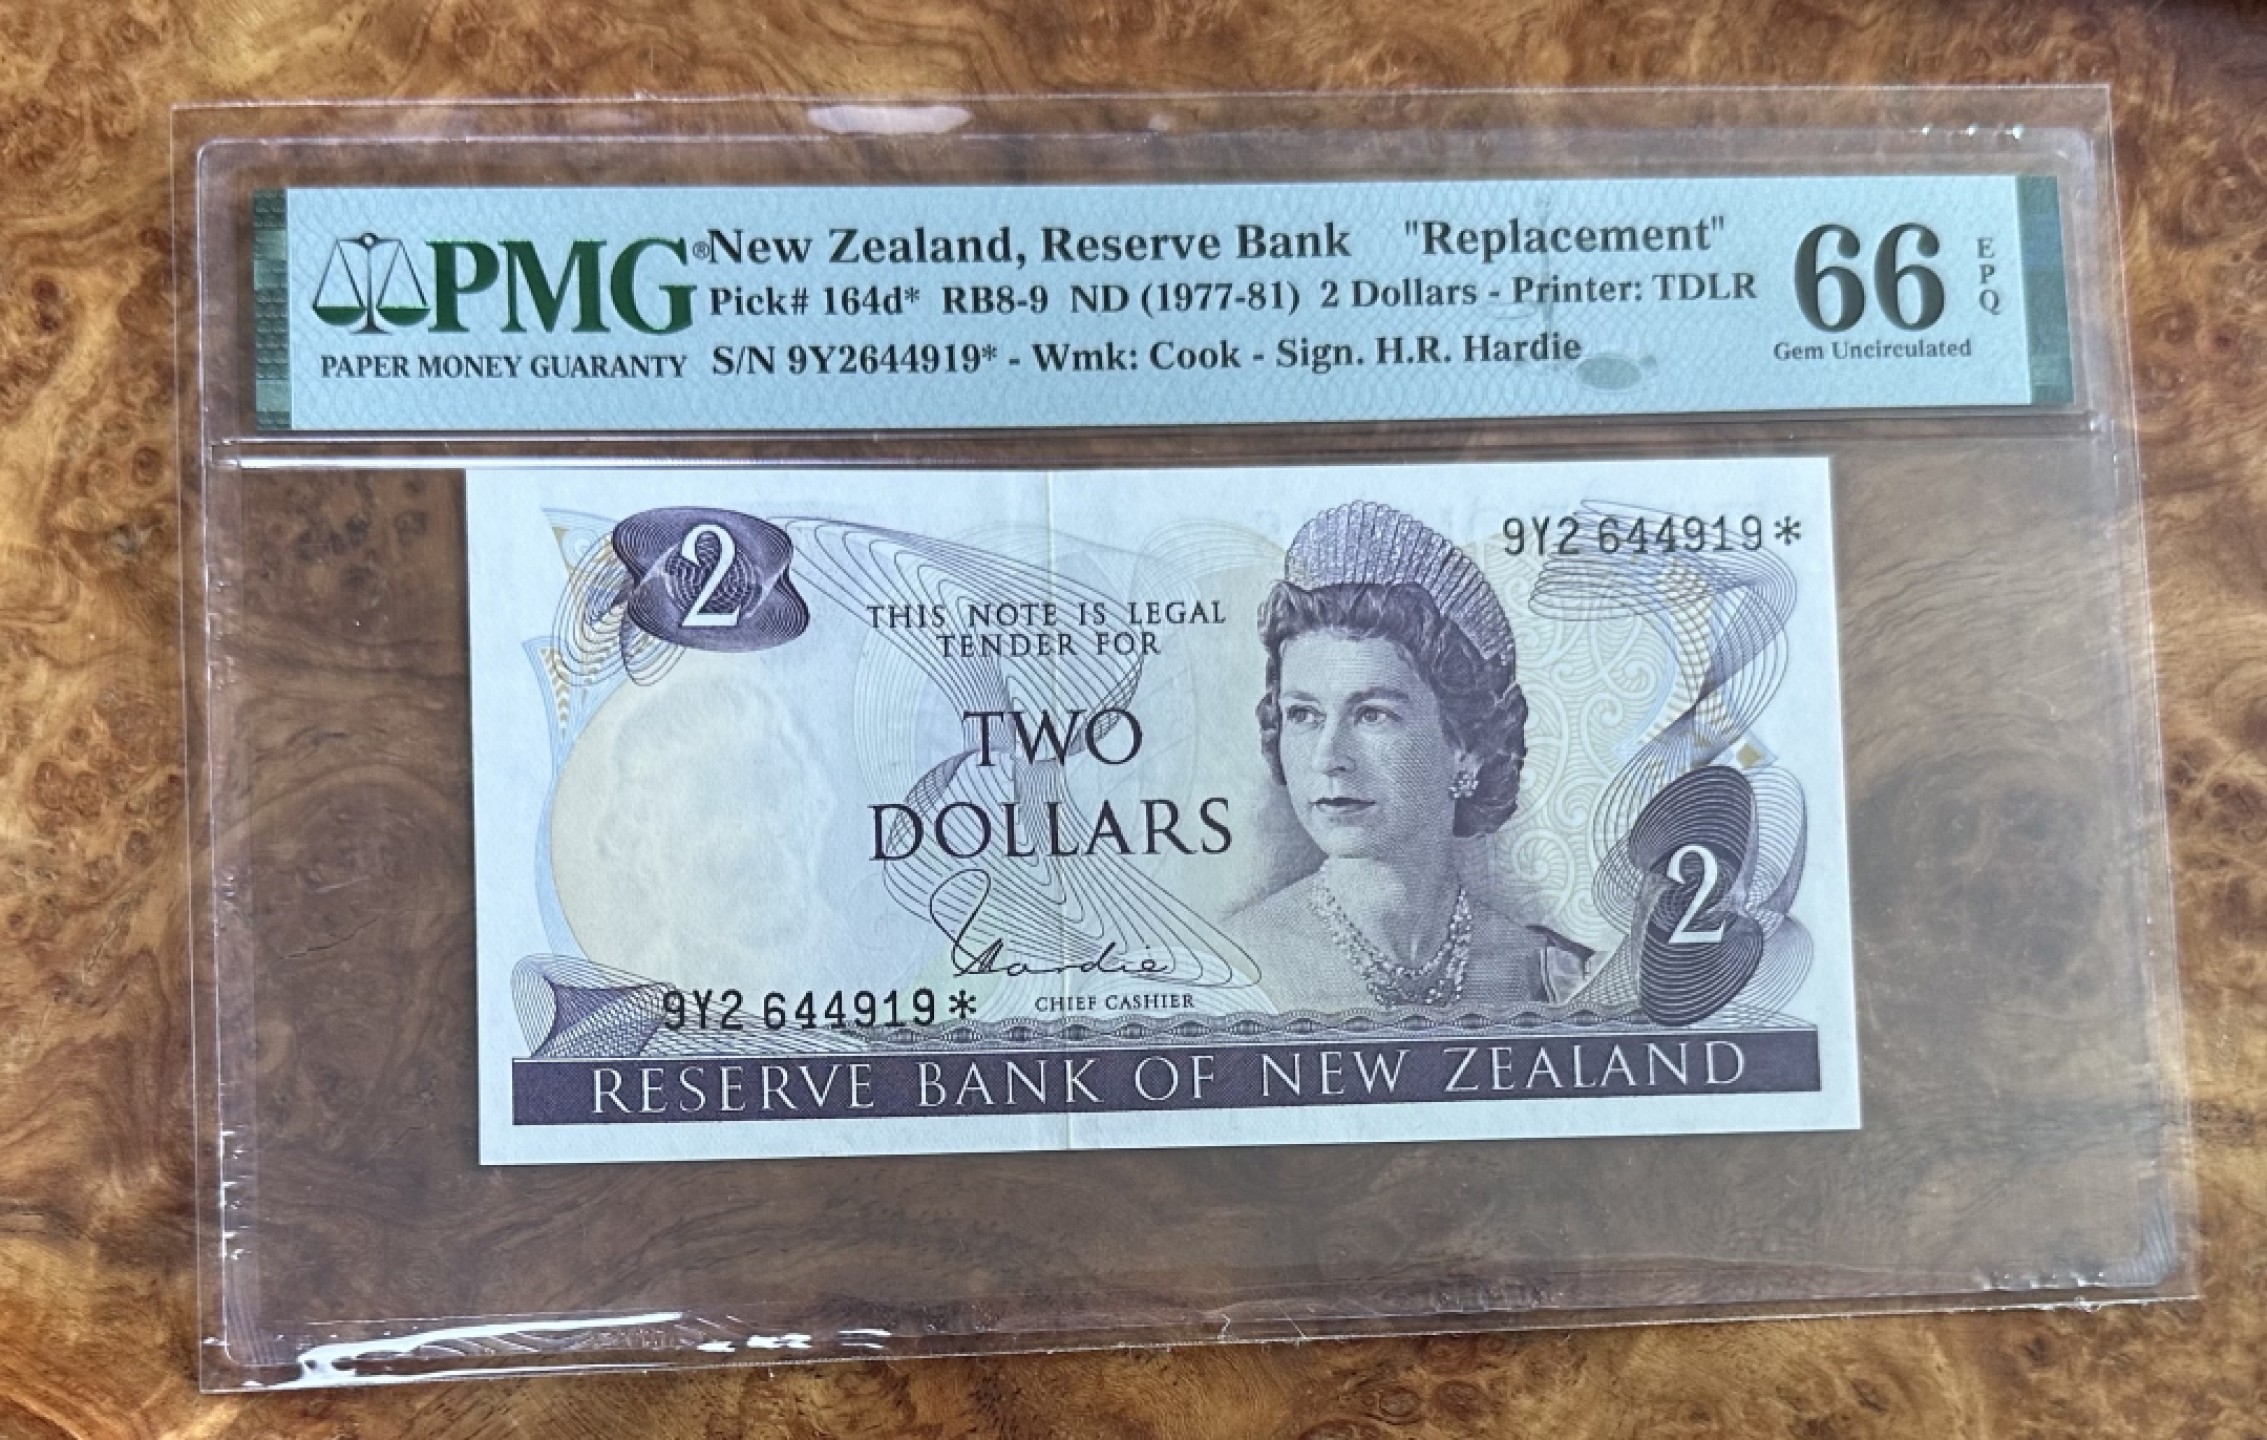 PMG®
PAPER MONEY GUARANTY
New Zealand, Reserve Bank "Replacement"
Pick# 164d* RB8-9 ND (1977-81) 2 Dollars - Printer: TDLR
S/N 9Y2644919* - Wmk: Cook - Sign. H.R. Hardie
66
EPQ
Gem Uncirculated
2
9Y2 644919*
THIS NOTE IS LEGAL
TENDER FOR
TWO
DOLLARS
Hardie
CHIEF CASHIER
9Y2 644919*
2
RESERVE BANK OF NEW ZEALAND